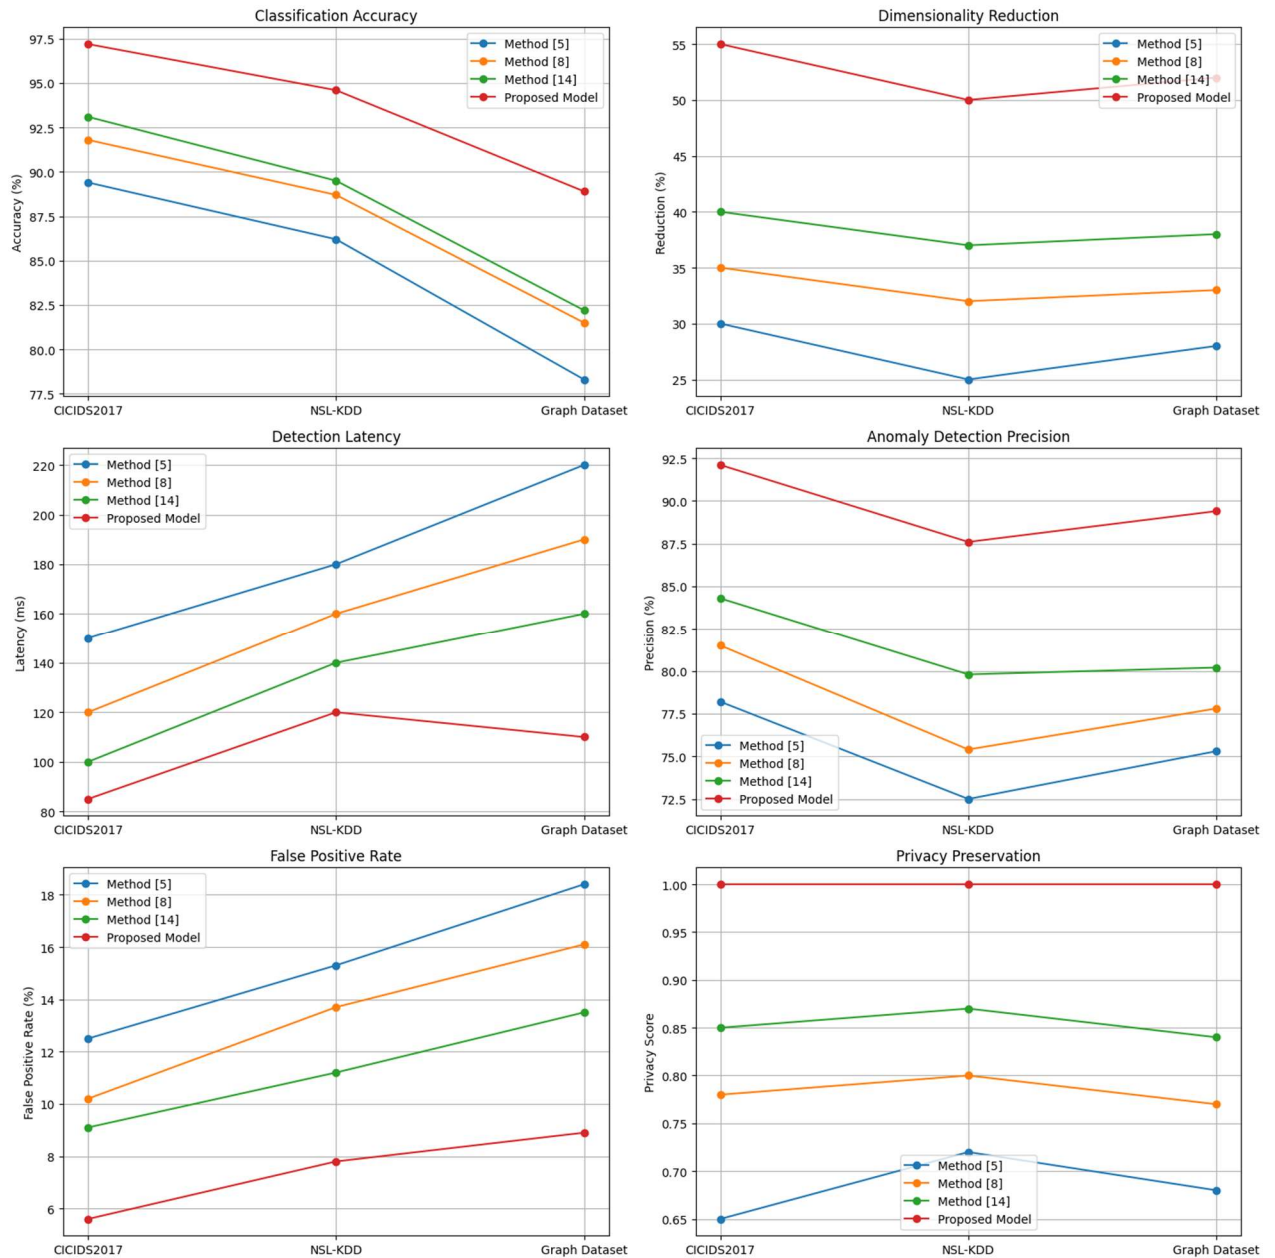 Classification Accuracy
97.5
95.0
92.5
90.0
87.5
85.0
82.5
80.0
77.5
Accuracy (%)
Method [5]
Method [8]
Method [14]
Proposed Model
CICIDS2017
NSL-KDD
Graph Dataset
Dimensionality Reduction
55
50
45
40
35
30
25
Reduction (%)
Method [5]
Method [8]
Method [14]
Proposed Model
CICIDS2017
NSL-KDD
Graph Dataset
Detection Latency
220
200
180
160
140
120
100
80
Latency (ms)
Method [5]
Method [8]
Method [14]
Proposed Model
CICIDS2017
NSL-KDD
Graph Dataset
Anomaly Detection Precision
92.5
90.0
87.5
85.0
82.5
80.0
77.5
75.0
72.5
Precision (%)
Method [5]
Method [8]
Method [14]
Proposed Model
CICIDS2017
NSL-KDD
Graph Dataset
False Positive Rate
18
16
14
12
10
8
6
False Positive Rate (%)
Method [5]
Method [8]
Method [14]
Proposed Model
CICIDS2017
NSL-KDD
Graph Dataset
Privacy Preservation
1.00
0.95
0.90
0.85
0.80
0.75
0.70
0.65
Privacy Score
Method [5]
Method [8]
Method [14]
Proposed Model
CICIDS2017
NSL-KDD
Graph Dataset